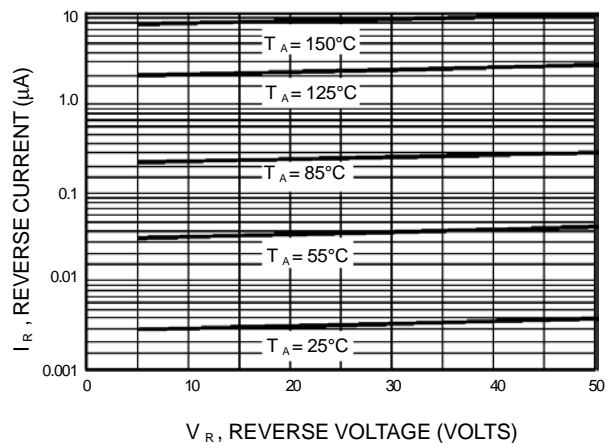 10
1.0
0.1
0.01
0.001
I R , REVERSE CURRENT (μA)
T A = 150°C
T A = 125°C
T A = 85°C
T A = 55°C
T A = 25°C
0 10 20 30 40 50
V R , REVERSE VOLTAGE (VOLTS)